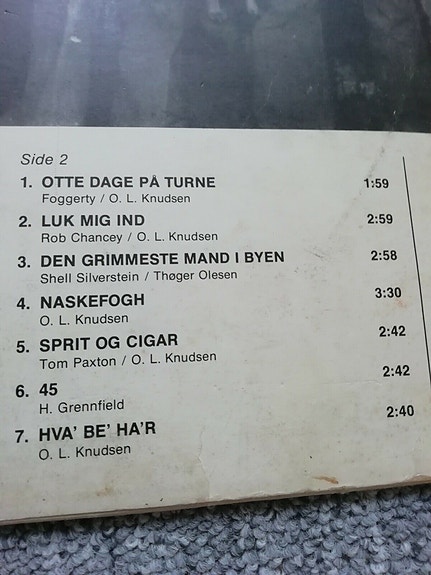 Side 2
1. OTTE DAGE PÅ TURNE 1:59
Foggerty / O. L. Knudsen
2. LUK MIG IND 2:59
Rob Chancey / O. L. Knudsen
3. DEN GRIMMESTE MAND I BYEN 2:58
Shell Silverstein / Thøger Olesen
4. NASKEFOGH 3:30
O. L. Knudsen
5. SPRIT OG CIGAR 2:42
Tom Paxton / O. L. Knudsen
6. 45 2:42
H. Grennfield
7. HVA' BE' HA'R 2:40
O. L. Knudsen